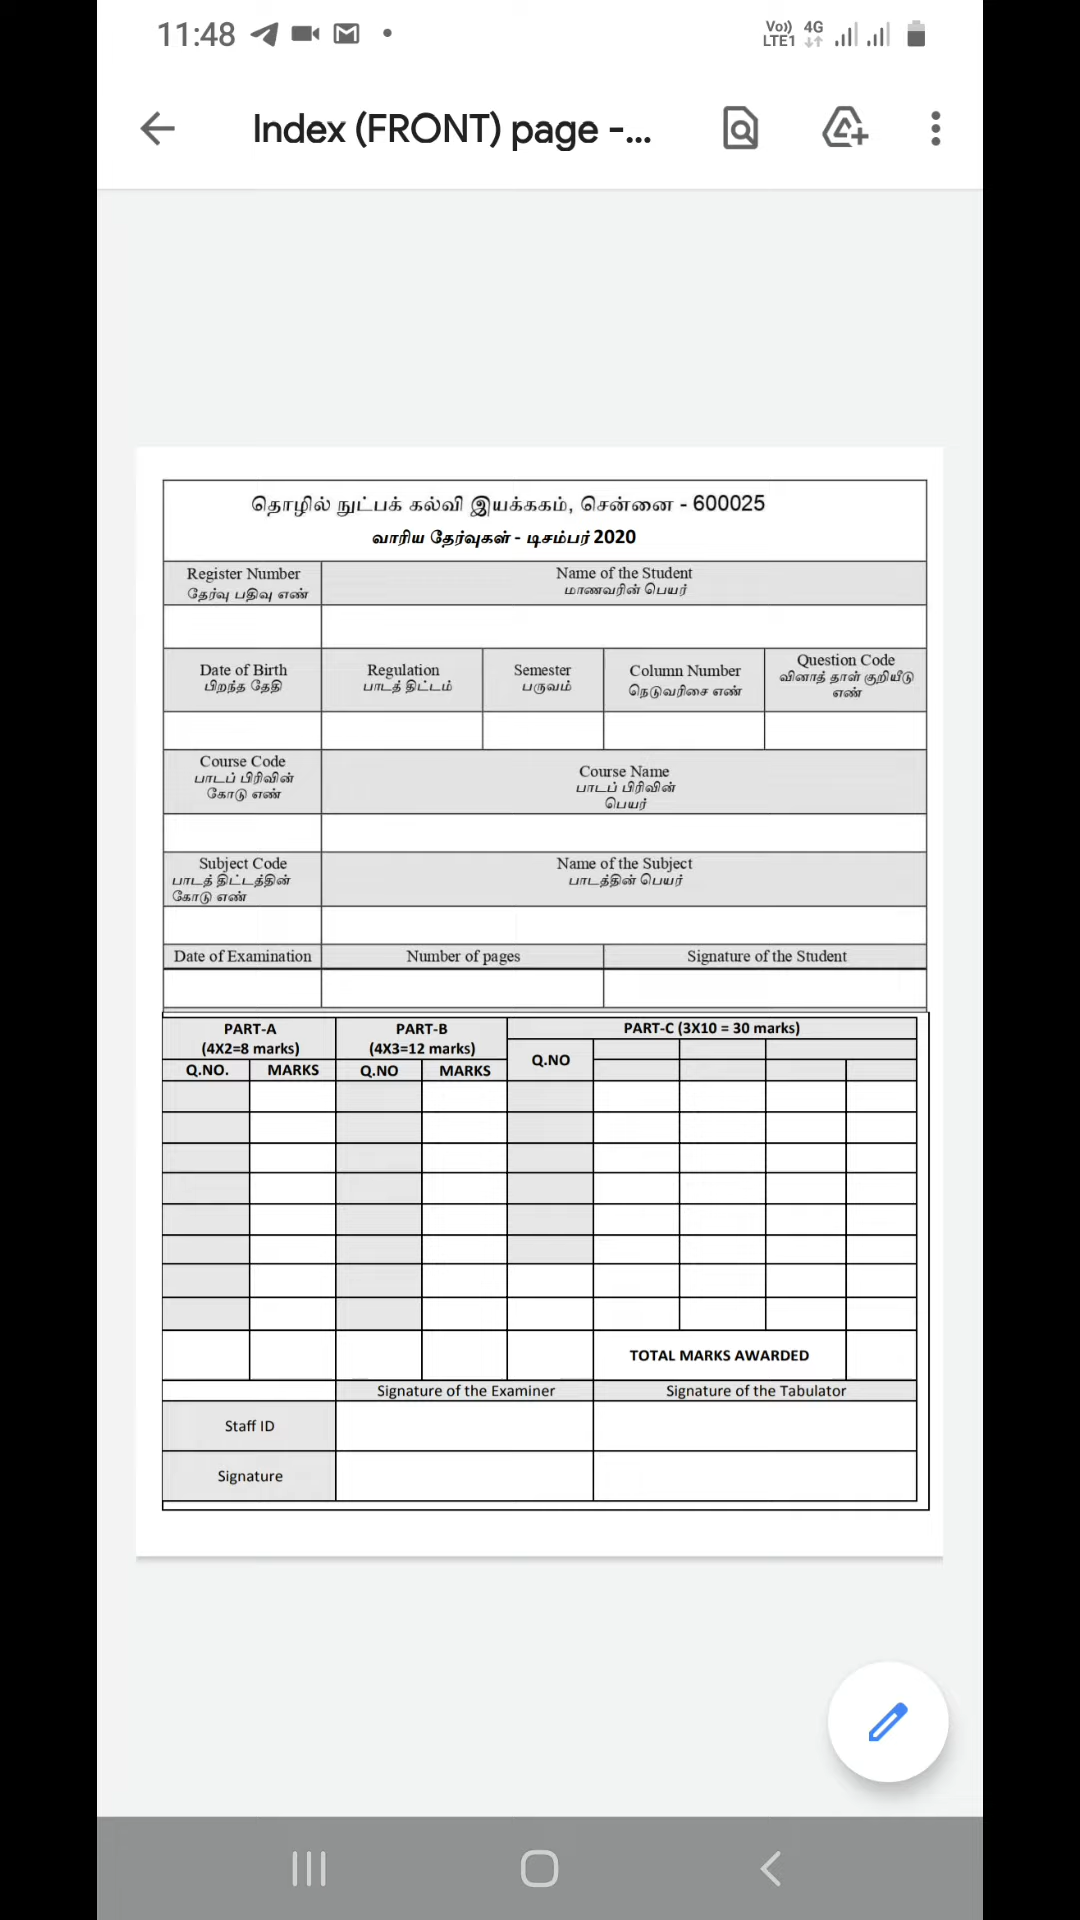 11:48
Vo)) 4G
LTE1
Index (FRONT) page -...
தொழில் நுட்பக் கல்வி இயக்ககம், சென்னை - 600025
வாரிய தேர்வுகள் - டிசம்பர் 2020
Register Number
தேர்வு பதிவு எண்
Name of the Student
மாணவரின் பெயர்
Date of Birth
பிறந்த தேதி
Regulation
பாடத் திட்டம்
Semester
பருவம்
Column Number
நெடுவரிசை எண்
Question Code
வினாத் தாள் குறியீடு
எண்
Course Code
பாடப் பிரிவின்
கோடு எண்
Course Name
பாடப் பிரிவின்
பெயர்
Subject Code
பாடத் திட்டத்தின்
கோடு எண்
Name of the Subject
பாடத்தின் பெயர்
Date of Examination
Number of pages
Signature of the Student
PART-A
(4X2=8 marks)
PART-B
(4X3=12 marks)
PART-C (3X10 = 30 marks)
Q.NO.
MARKS
Q.NO
MARKS
Q.NO
TOTAL MARKS AWARDED
Signature of the Examiner
Signature of the Tabulator
Staff ID
Signature